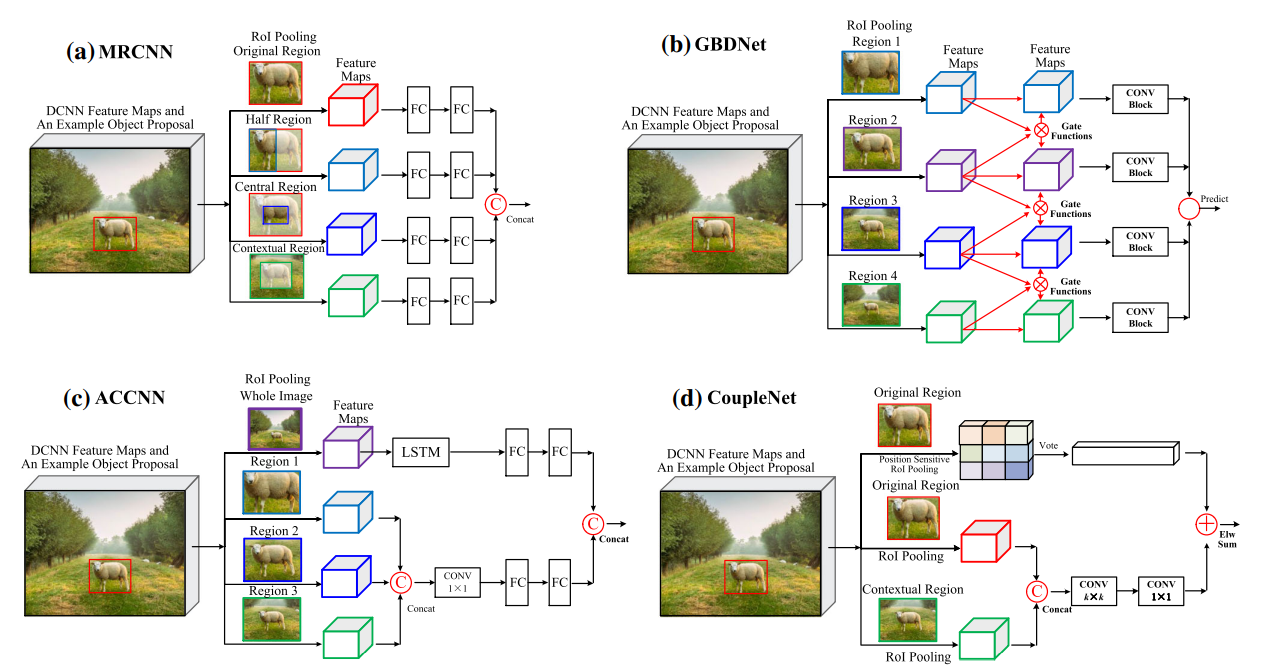 (a) MRCNN
RoI Pooling
Original Region
Feature
Maps
DCNN Feature Maps and
An Example Object Proposal
Half Region
Central Region
Contextual Region
FC
FC
FC
FC
FC
FC
FC
FC
C
Concat
(b) GBDNet
RoI Pooling
Region 1
Feature
Maps
Feature
Maps
DCNN Feature Maps and
An Example Object Proposal
Region 2
Region 3
Region 4
Gate
Functions
Gate
Functions
Gate
Functions
CONV
Block
CONV
Block
CONV
Block
CONV
Block
Predict
(c) ACCNN
RoI Pooling
Whole Image
Feature
Maps
DCNN Feature Maps and
An Example Object Proposal
Region 1
Region 2
Region 3
LSTM
FC
FC
C
Concat
CONV
1×1
FC
FC
C
Concat
(d) CoupleNet
Original Region
DCNN Feature Maps and
An Example Object Proposal
Position Sensitive
RoI Pooling
Vote
Original Region
RoI Pooling
Contextual Region
RoI Pooling
C
Concat
CONV
k×k
CONV
1×1
Elw
Sum